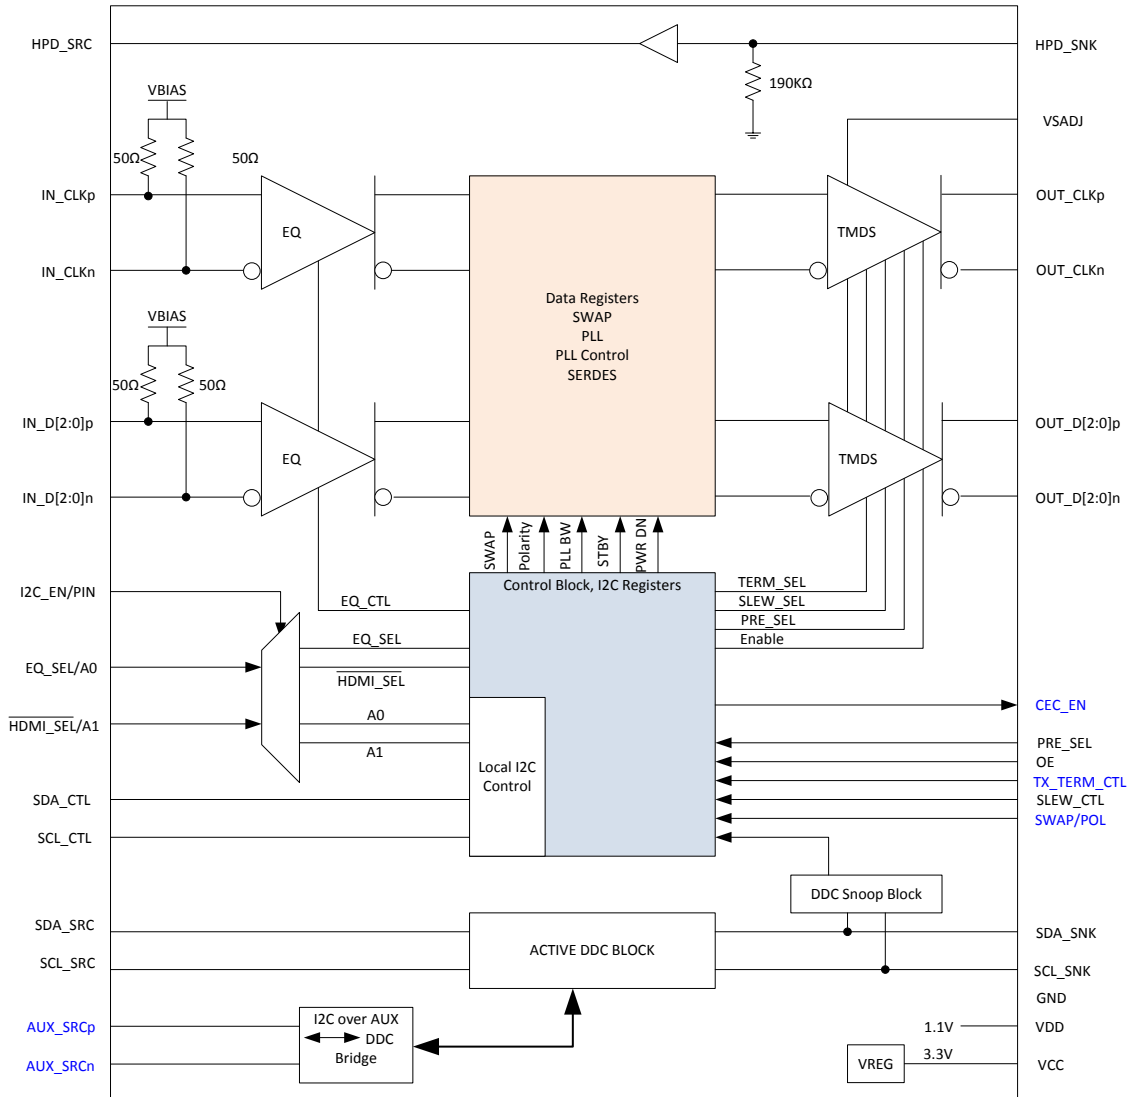 HPD_SRC
HPD_SNK
190KΩ
VBIAS
VSADJ
50Ω
50Ω
IN_CLKp
OUT_CLKp
EQ
TMDS
IN_CLKn
OUT_CLKn
Data Registers
SWAP
PLL
PLL Control
SERDES
VBIAS
50Ω
50Ω
IN_D[2:0]p
OUT_D[2:0]p
EQ
TMDS
IN_D[2:0]n
OUT_D[2:0]n
SWAP
Polarity
PLL BW
STBY
PWR DN
I2C_EN/PIN
Control Block, I2C Registers
TERM_SEL
EQ_CTL
SLEW_SEL
PRE_SEL
EQ_SEL
Enable
EQ_SEL/A0
HDMI_SEL
CEC_EN
HDMI_SEL/A1
A0
A1
PRE_SEL
OE
Local I2C
Control
TX_TERM_CTL
SDA_CTL
SLEW_CTL
SWAP/POL
SCL_CTL
DDC Snoop Block
SDA_SRC
SDA_SNK
ACTIVE DDC BLOCK
SCL_SRC
SCL_SNK
GND
I2C over AUX
DDC
Bridge
AUX_SRCp
1.1V
VDD
3.3V
AUX_SRCn
VREG
VCC